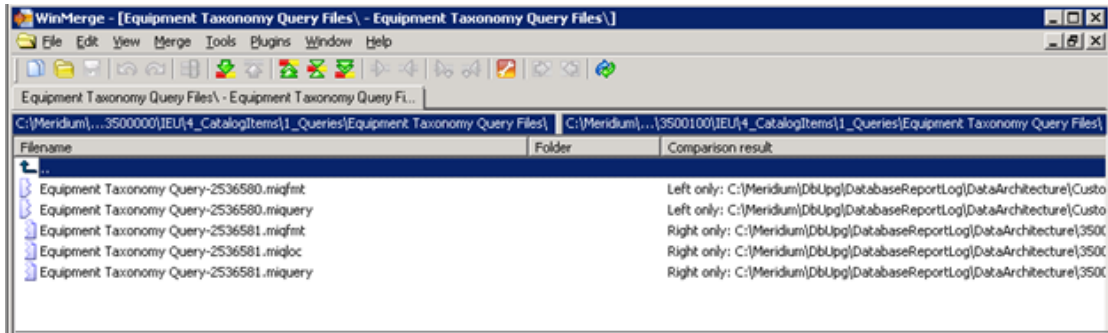 WinMerge - [Equipment Taxonomy Query Files\ - Equipment Taxonomy Query Files\]
File Edit View Merge Tools Plugins Window Help
Equipment Taxonomy Query Files\ - Equipment Taxonomy Query Fi...
C:\Meridium\...3500000\IEU\4_CatalogItems\1_Queries\Equipment Taxonomy Query Files\ C:\Meridium\...\3500100\IEU\4_CatalogItems\1_Queries\Equipment Taxonomy Query Files\
Filename Folder Comparison result
..
Equipment Taxonomy Query-2536580.miqfmt Left only: C:\Meridium\DbUpg\DatabaseReportLog\DataArchitecture\Custo
Equipment Taxonomy Query-2536580.miquery Left only: C:\Meridium\DbUpg\DatabaseReportLog\DataArchitecture\Custo
Equipment Taxonomy Query-2536581.miqfmt Right only: C:\Meridium\DbUpg\DatabaseReportLog\DataArchitecture\3500
Equipment Taxonomy Query-2536581.miqloc Right only: C:\Meridium\DbUpg\DatabaseReportLog\DataArchitecture\3500
Equipment Taxonomy Query-2536581.miquery Right only: C:\Meridium\DbUpg\DatabaseReportLog\DataArchitecture\3500